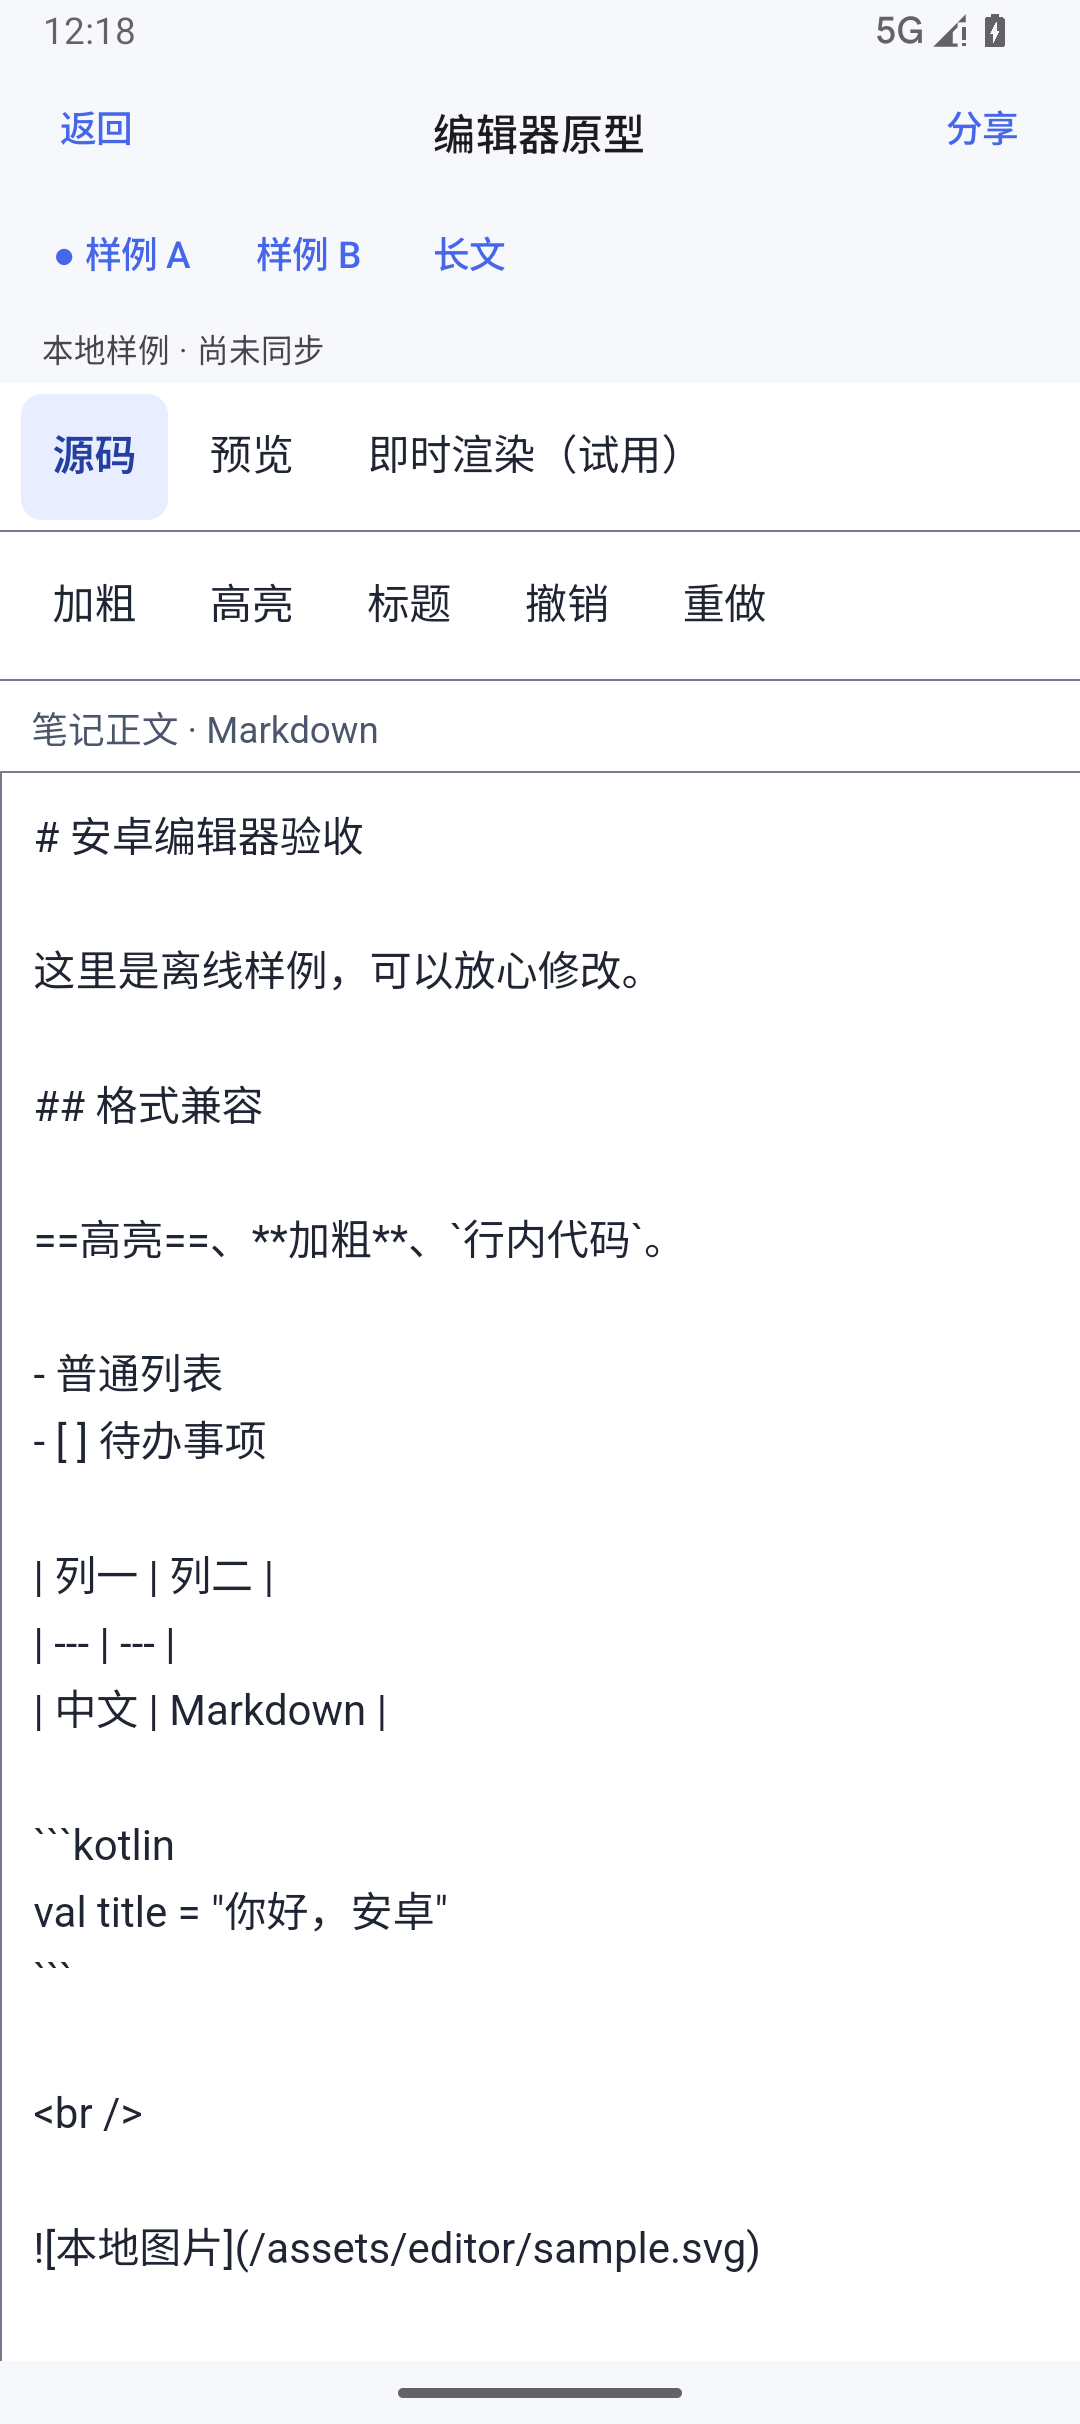 12:18 5G
返回 编辑器原型 分享
● 样例 A 样例 B 长文
本地样例 · 尚未同步
源码 预览 即时渲染（试用）
加粗 高亮 标题 撤销 重做
笔记正文 · Markdown
# 安卓编辑器验收
这里是离线样例，可以放心修改。
## 格式兼容
==高亮==、**加粗**、`行内代码`。
- 普通列表
- [ ] 待办事项
| 列一 | 列二 |
| --- | --- |
| 中文 | Markdown |
```kotlin
val title = "你好，安卓"
```
<br />
![本地图片](/assets/editor/sample.svg)